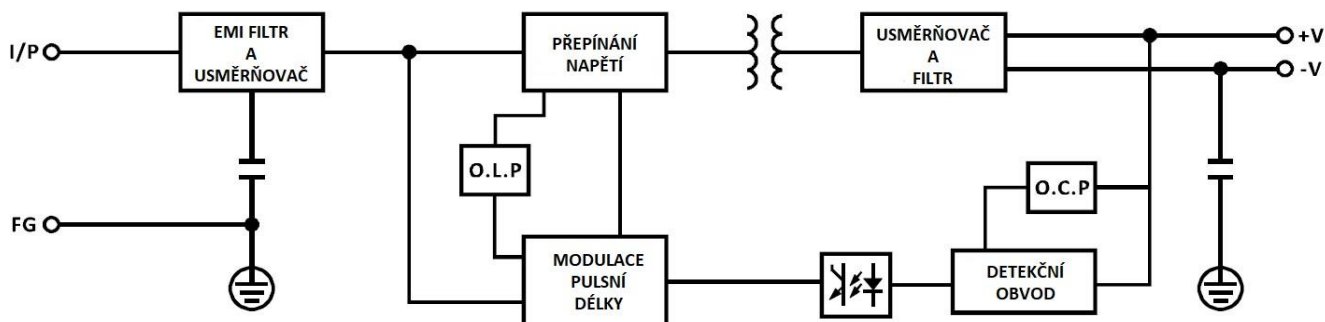 I/P
EMI FILTR
A
USMĚRŇOVAČ
PŘEPÍNÁNÍ
NAPĚTÍ
USMĚRŇOVAČ
A
FILTR
+V
-V
O.L.P
O.C.P
FG
MODULACE
PULSNÍ
DÉLKY
DETEKČNÍ
OBVOD